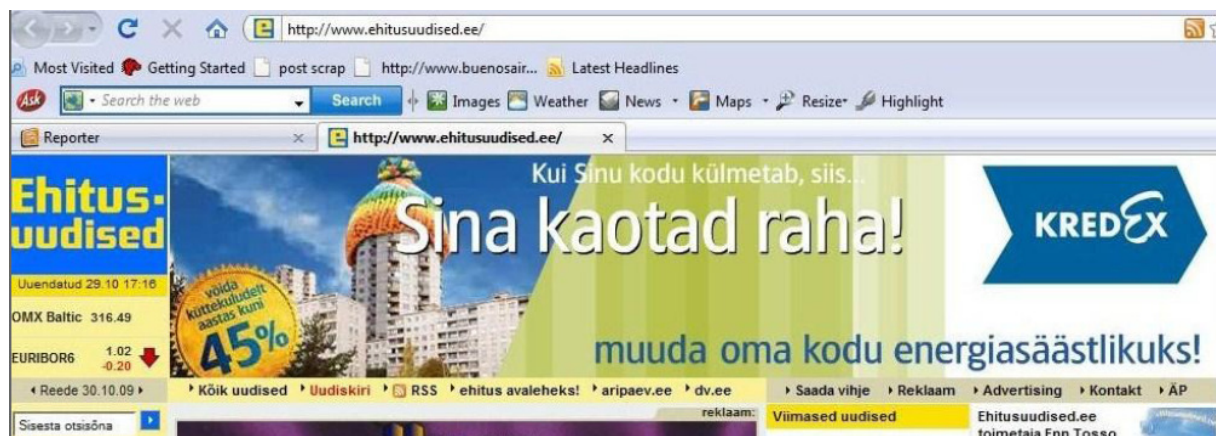 http://www.ehitusuudised.ee/
Most Visited Getting Started post scrap http://www.buenosair... Latest Headlines
Ask Search the web Search Images Weather News Maps Resize Highlight
Reporter http://www.ehitusuudised.ee/
Ehitus-
uudised
Uuendatud 29.10 17:16
OMX Baltic 316.49
EURIBOR6 1.02
-0.20
Kui Sinu kodu külmetab, siis...
Sina kaotad raha!
võida
küttekuludelt
aastas kuni
45%
KREDEX
muuda oma kodu energiasäästlikuks!
Reede 30.10.09 Kõik uudised Uudiskiri RSS ehitus avaleheks! aripaev.ee dv.ee Saada vihje Reklaam Advertising Kontakt ÄP
Sisesta otsisõna
reklaam:
Viimased uudised
Ehitusuudised.ee
toimetaja Enn Tosso